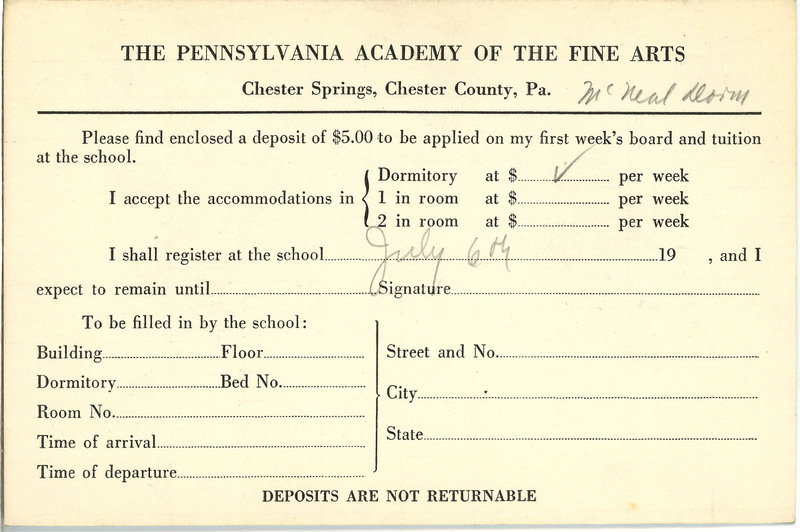 THE PENNSYLVANIA ACADEMY OF THE FINE ARTS
Chester Springs, Chester County, Pa. McNeal Dorm
Please find enclosed a deposit of $5.00 to be applied on my first week's board and tuition
at the school.
I accept the accommodations in
Dormitory at $ ✓ per week
1 in room at $ per week
2 in room at $ per week
I shall register at the school July 6th 19 , and I
expect to remain until Signature
To be filled in by the school:
Building Floor
Dormitory Bed No.
Room No.
Time of arrival
Time of departure
Street and No.
City
State
DEPOSITS ARE NOT RETURNABLE